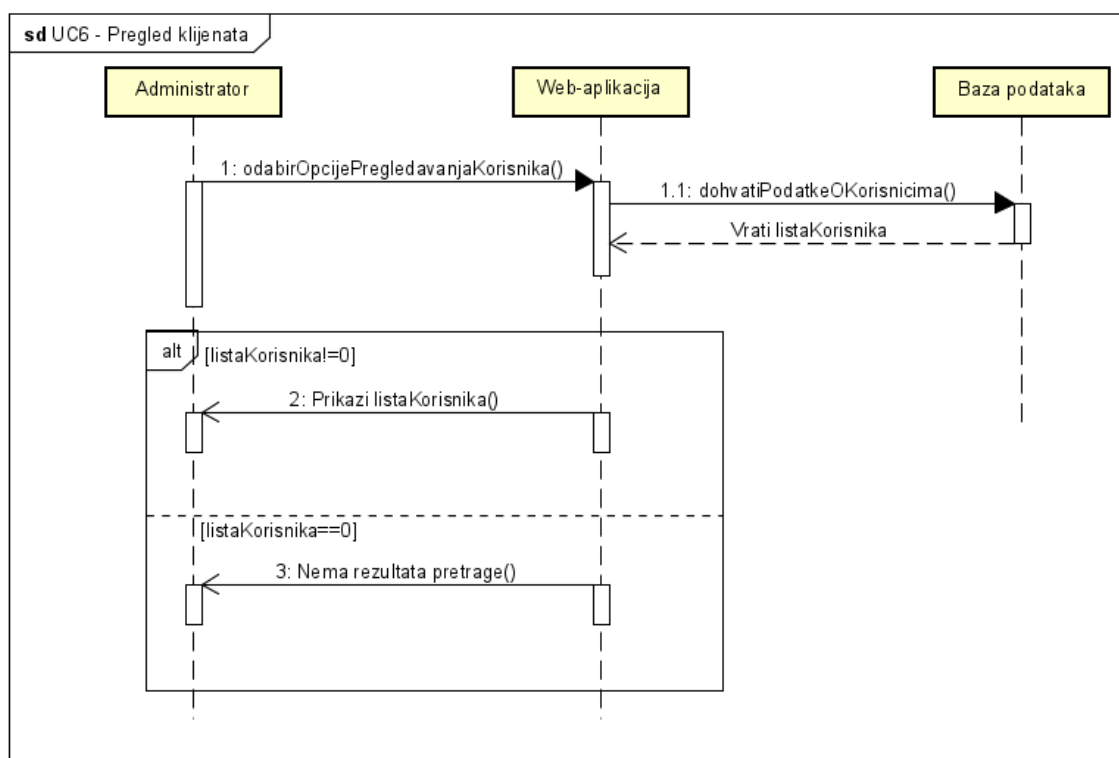 sd UC6 - Pregled klijenata
Administrator
Web-aplikacija
Baza podataka
1: odabirOpcijePregledavanjaKorisnika()
1.1: dohvatiPodatkeOKorisnicima()
Vrati listaKorisnika
alt
[listaKorisnika!=0]
2: Prikazi listaKorisnika()
[listaKorisnika==0]
3: Nema rezultata pretrage()